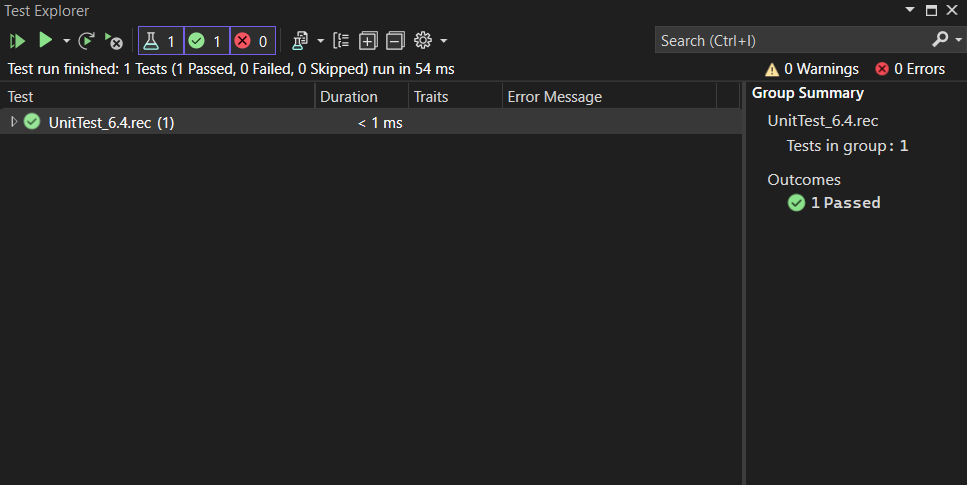 Test Explorer
1 1 0
Search (Ctrl+I)
Test run finished: 1 Tests (1 Passed, 0 Failed, 0 Skipped) run in 54 ms
0 Warnings 0 Errors
Test Duration Traits Error Message
UnitTest_6.4.rec (1) < 1 ms
Group Summary
UnitTest_6.4.rec
Tests in group: 1
Outcomes
1 Passed